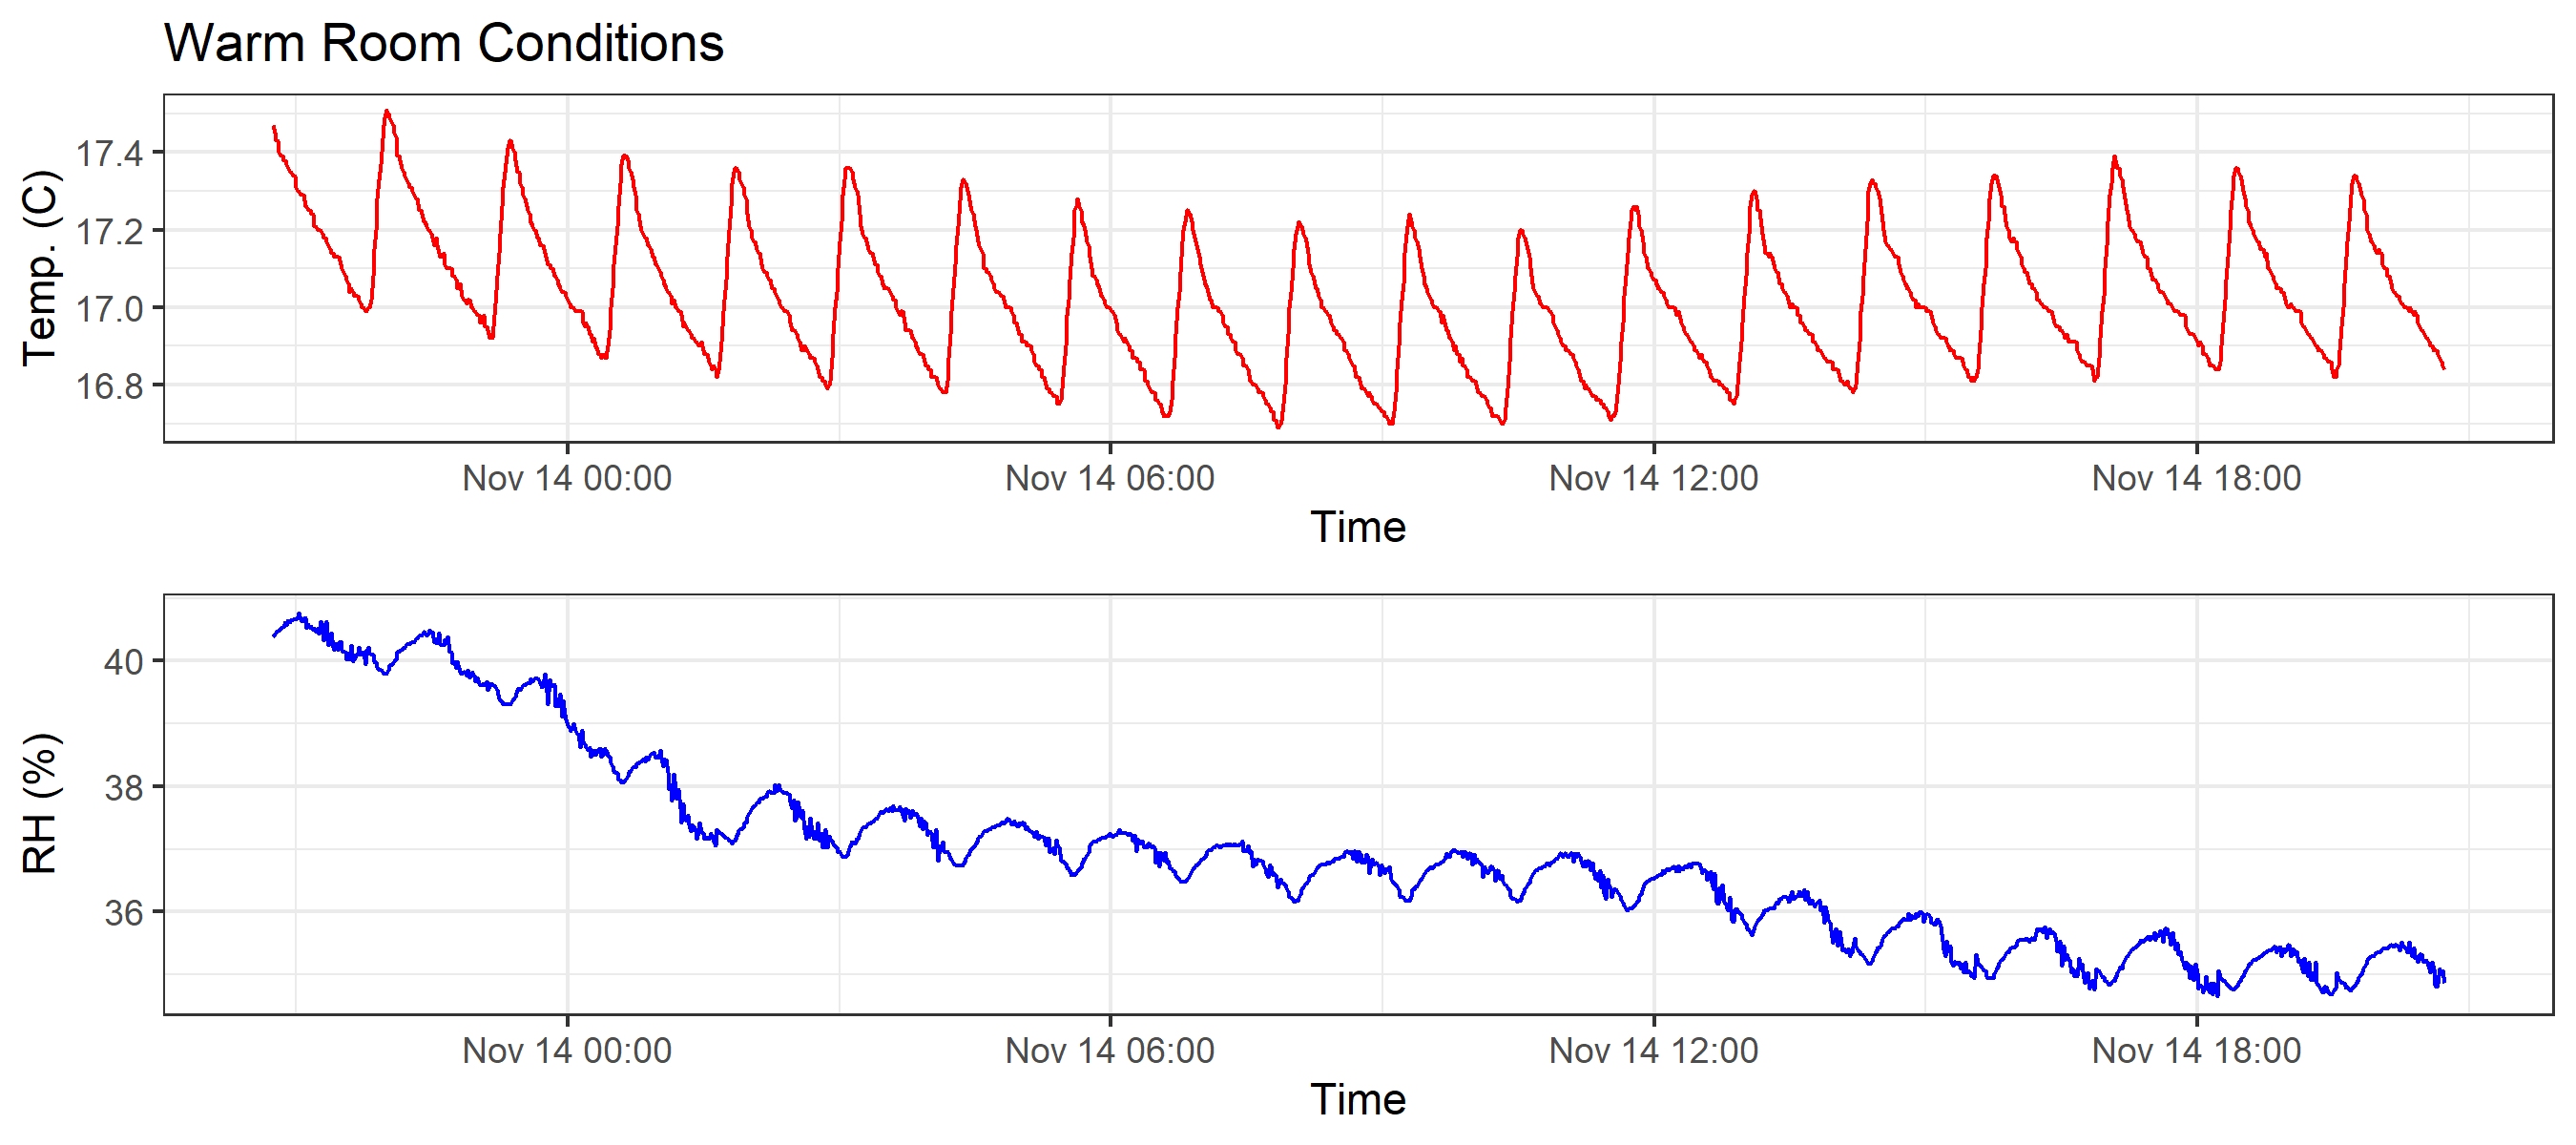 Warm Room Conditions
Temp. (C)
17.4
17.2
17.0
16.8
Nov 14 00:00 Nov 14 06:00 Nov 14 12:00 Nov 14 18:00
Time
RH (%)
40
38
36
Nov 14 00:00 Nov 14 06:00 Nov 14 12:00 Nov 14 18:00
Time